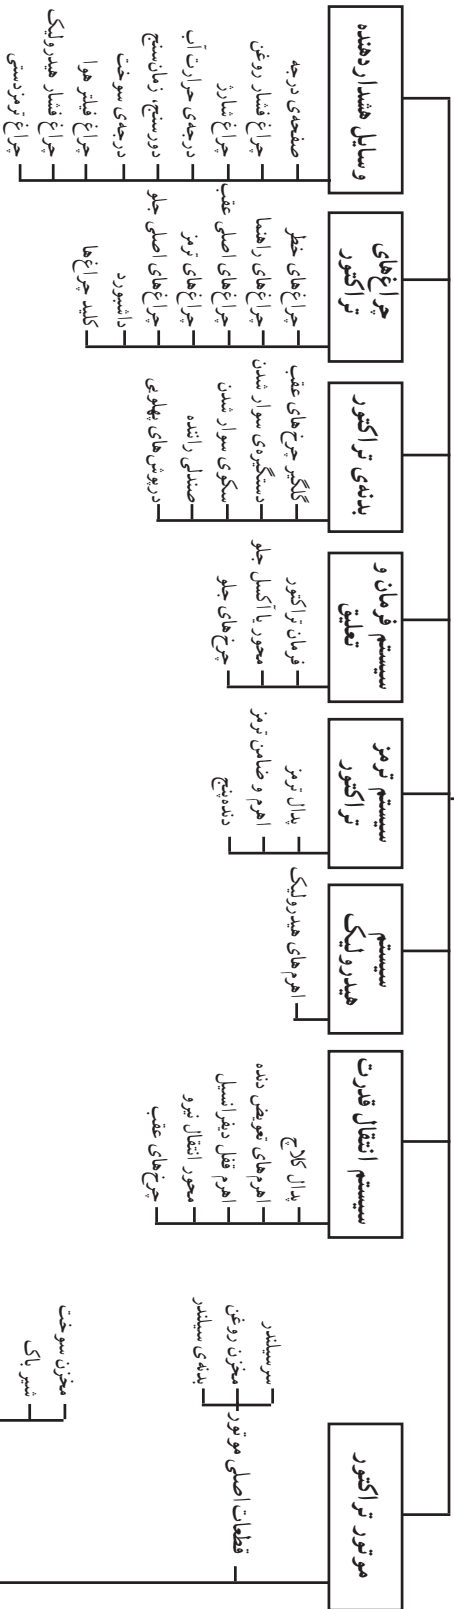 موتور تراکتور
قطعات اصلی موتور
سرسیلندر
مخزن روغن
بدنه‌ی سیلندر
مخزن سوخت
شیر باک
سیستم انتقال قدرت
پدال کلاچ
اهرم‌های تعویض دنده
اهرم قفل دیفرانسیل
محور انتقال نیرو
چرخ‌های عقب
سیستم
هیدرولیک
اهرم‌های هیدرولیک
سیستم ترمز
تراکتور
پدال ترمز
اهرم و ضامن ترمز
دنده‌پنج
سیستم فرمان و
تعلیق
فرمان تراکتور
محور یا آکسل جلو
چرخ‌های جلو
بدنه‌ی تراکتور
گلگیر چرخ‌های عقب
دستگیره‌ی سوار شدن
سکوی سوار شدن
صندلی راننده
درپوش‌های پهلویی
چراغ‌های
تراکتور
چراغ‌های خطر
چراغ‌های راهنما
چراغ‌های اصلی عقب
چراغ‌های ترمز
چراغ‌های اصلی جلو
داشبورد
کلید چراغ‌ها
وسایل هشداردهنده
صفحه‌ی درجه
چراغ فشار روغن
چراغ شارژ
درجه‌ی حرارت آب
دورسنج، زمان‌سنج
درجه‌ی سوخت
چراغ فیلتر هوا
چراغ فشار هیدرولیک
چراغ ترمزدستی